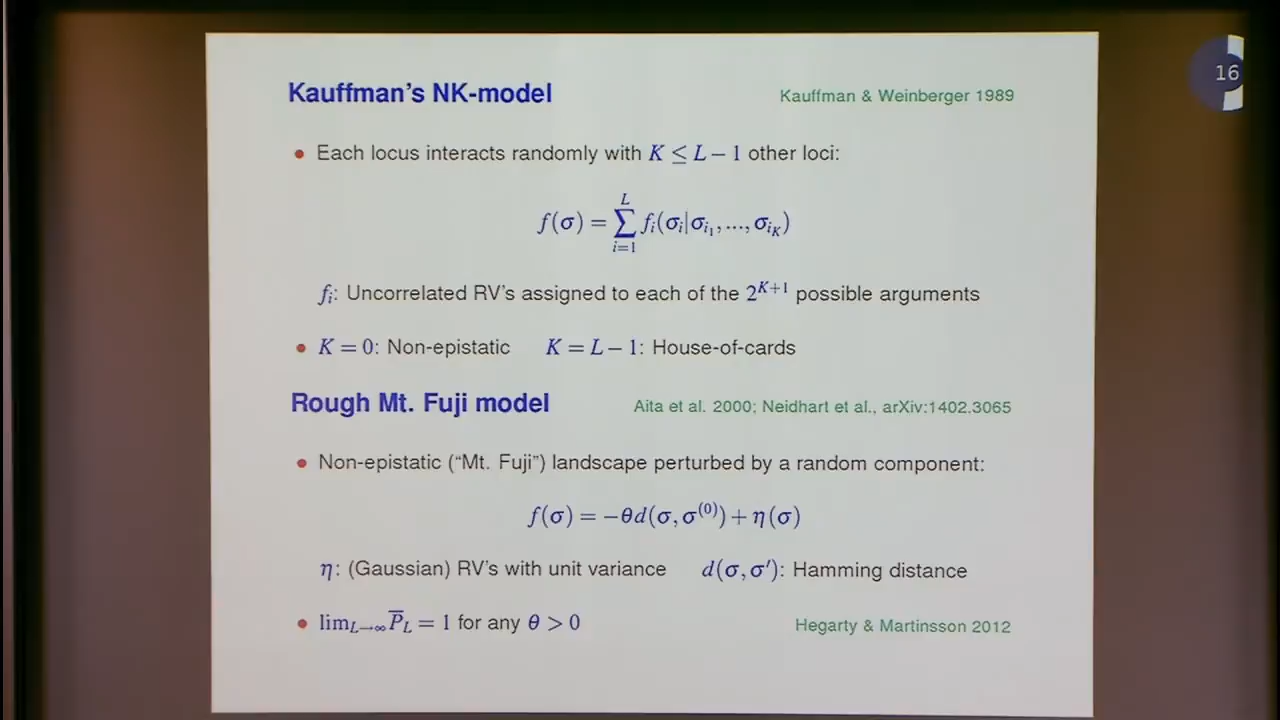 Kauffman's NK-model
Kauffman & Weinberger 1989
16
• Each locus interacts randomly with K ≤ L − 1 other loci:
f(σ) = ∑_{i=1}^{L} f_i(σ_i|σ_{i_1}, ..., σ_{i_K})
f_i: Uncorrelated RV's assigned to each of the 2^{K+1} possible arguments
• K = 0: Non-epistatic K = L − 1: House-of-cards
Rough Mt. Fuji model
Aita et al. 2000; Neidhart et al., arXiv:1402.3065
• Non-epistatic ("Mt. Fuji") landscape perturbed by a random component:
f(σ) = −θd(σ, σ^{(0)}) + η(σ)
η: (Gaussian) RV's with unit variance d(σ, σ′): Hamming distance
• lim_{L→∞} P̅_L = 1 for any θ > 0
Hegarty & Martinsson 2012